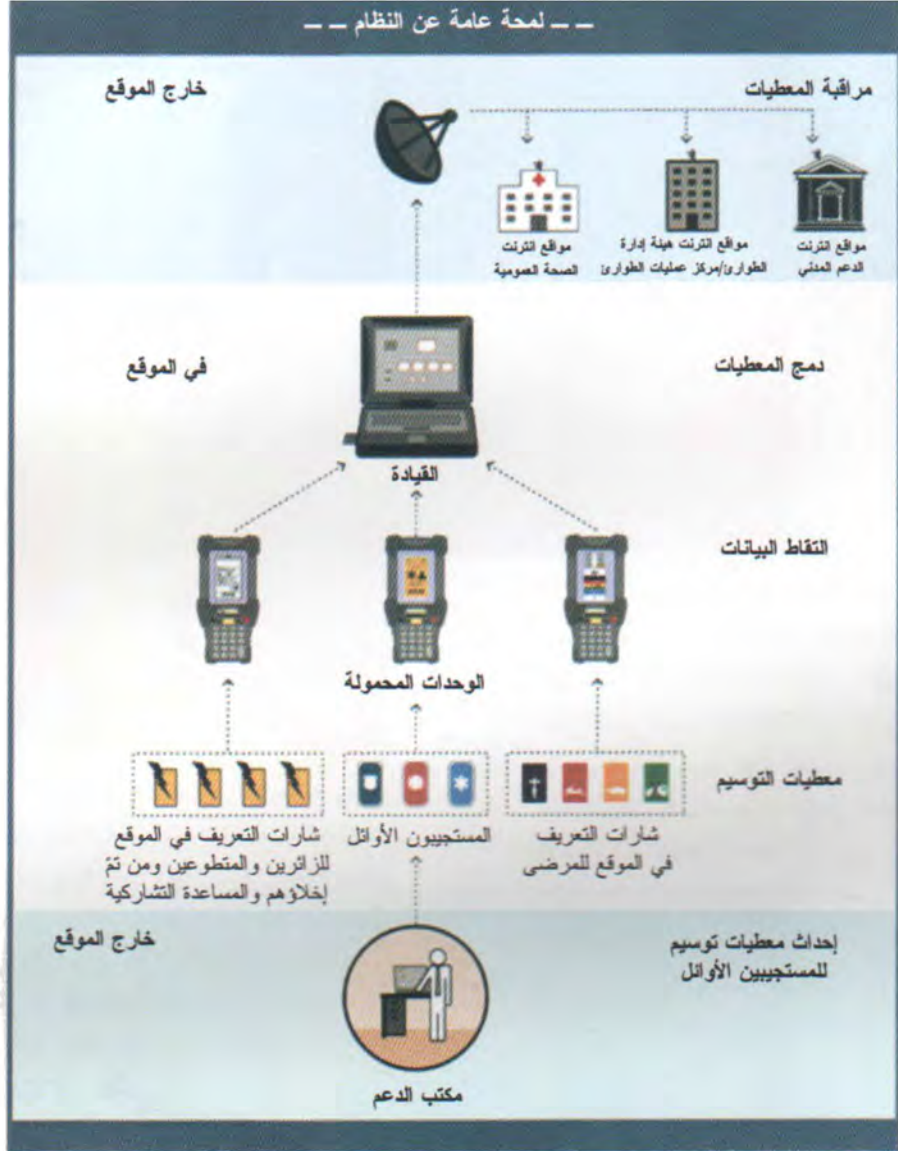 لمحة عامة عن النظام
مراقبة المعطيات
خارج الموقع
مواقع انترنت
الدعم المدني
مواقع انترنت هيئة إدارة
الطوارئ/مركز عمليات الطوارئ
مواقع انترنت
الصحة العمومية
دمج المعطيات
في الموقع
القيادة
التقاط البيانات
الوحدات المحمولة
معطيات التوسيم
شارات التعريف
في الموقع للمرضى
المستجيبون الأوائل
شارات التعريف في الموقع
للزائرين والمتطوعين ومن تمّ
إخلاؤهم والمساعدة التشاركية
إحداث معطيات توسيم
للمستجيبين الأوائل
خارج الموقع
مكتب الدعم